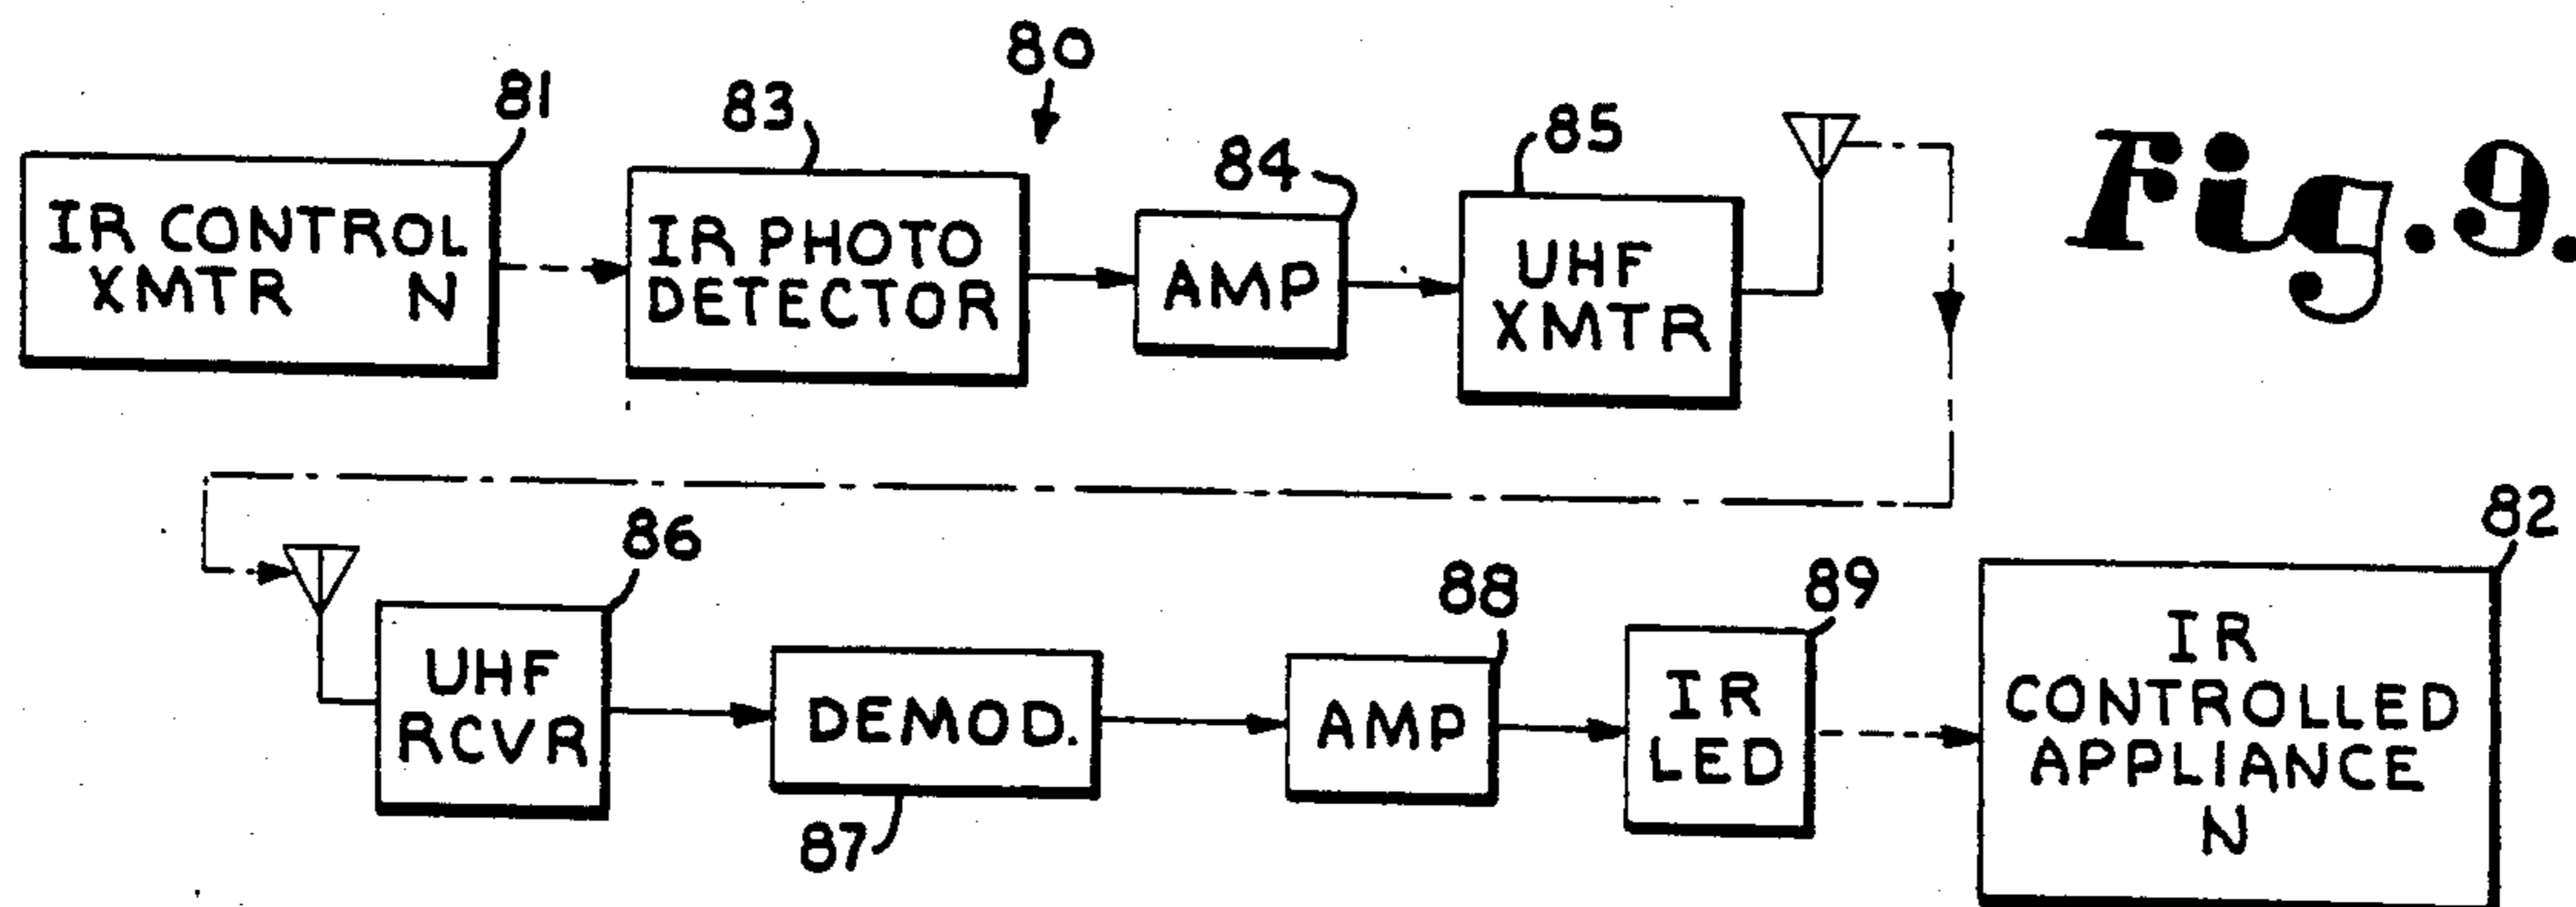 80
81
83
84
85
Fig.9.
IR CONTROL
XMTR N
IR PHOTO
DETECTOR
AMP
UHF
XMTR
86
88
89
82
UHF
RCVR
DEMOD.
87
AMP
IR
LED
IR
CONTROLLED
APPLIANCE
N